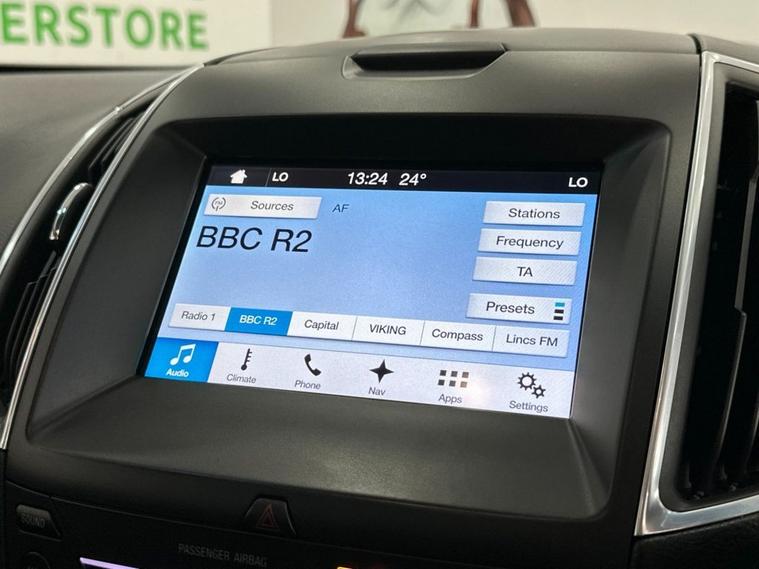 ERSTORE
LO 13:24 24° LO
FM Sources AF Stations
BBC R2
Frequency
TA
Presets
Radio 1 BBC R2 Capital VIKING Compass Lincs FM
Audio Climate Phone Nav Apps Settings
SOUND
PASSENGER AIRBAG